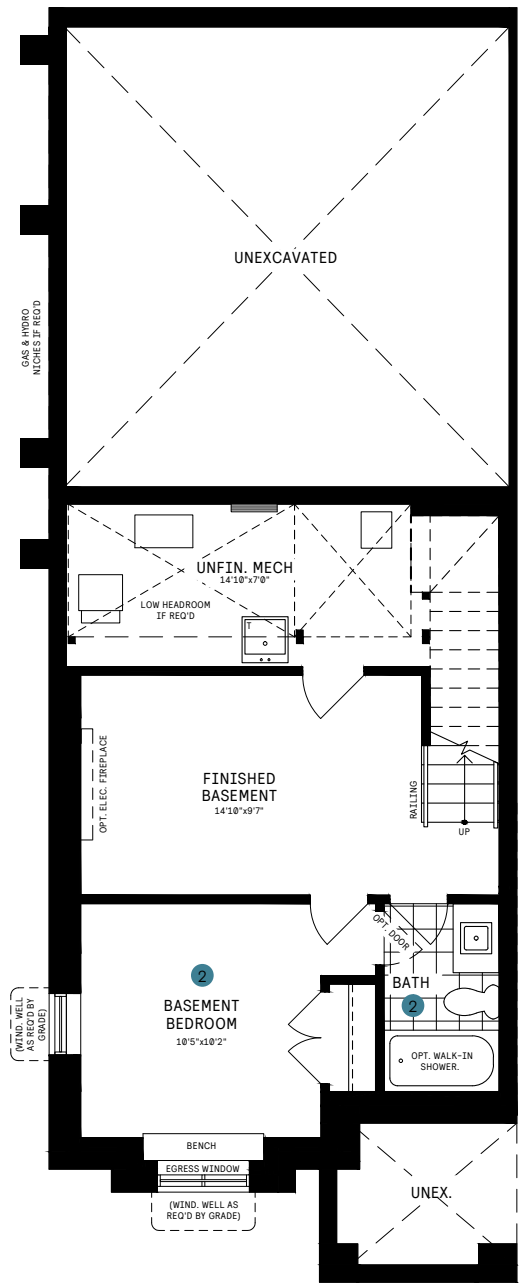 UNEXCAVATED
GAS & HYDRO
NICHES IF REQ'D
UNFIN. MECH
14'10"x7'0"
LOW HEADROOM
IF REQ'D
T
FINISHED
BASEMENT
14'10"x9'7"
OPT. ELEC. FIREPLACE
RAILING
UP
OPT. DOOR
2
BATH
2
BASEMENT
BEDROOM
10'5"x10'2"
(WIND. WELL
AS REQ'D BY
GRADE)
OPT. WALK-IN
SHOWER.
BENCH
EGRESS WINDOW
(WIND. WELL AS
REQ'D BY GRADE)
UNEX.